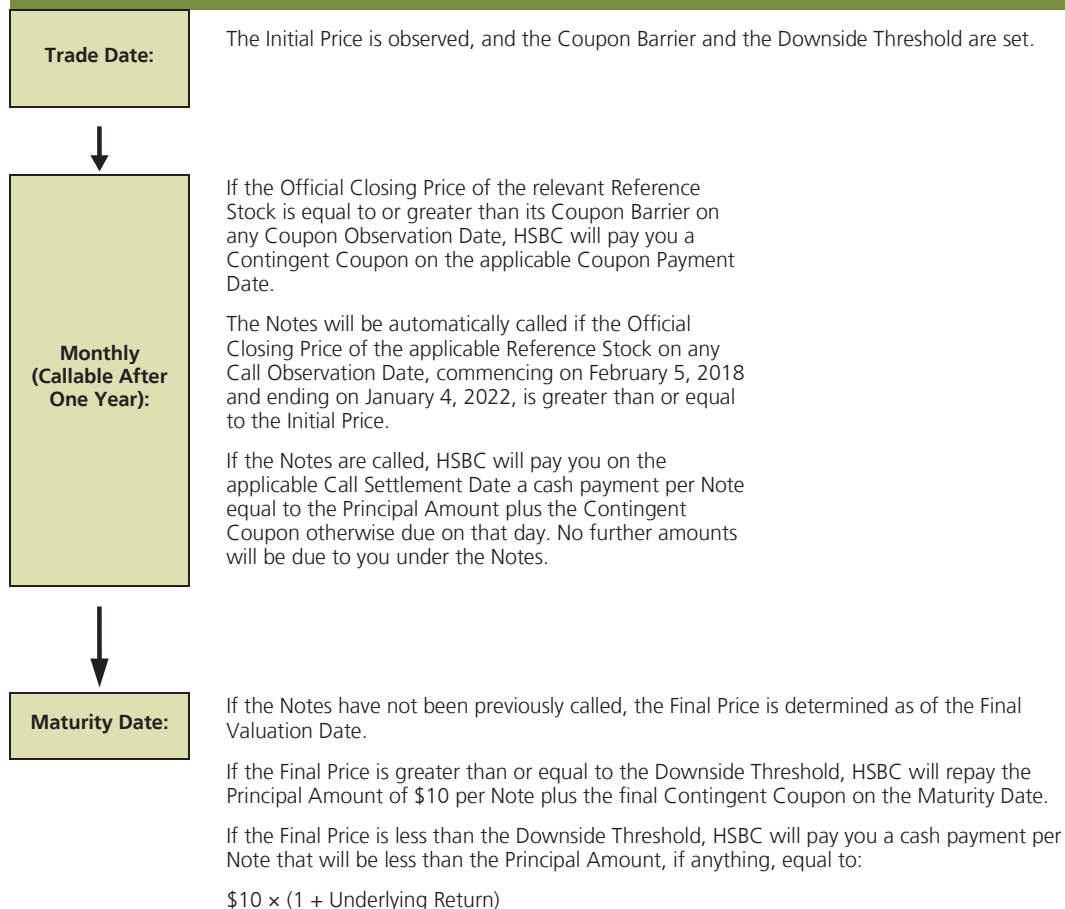 Trade Date:
The Initial Price is observed, and the Coupon Barrier and the Downside Threshold are set.
Monthly
(Callable After
One Year):
If the Official Closing Price of the relevant Reference
Stock is equal to or greater than its Coupon Barrier on
any Coupon Observation Date, HSBC will pay you a
Contingent Coupon on the applicable Coupon Payment
Date.
The Notes will be automatically called if the Official
Closing Price of the applicable Reference Stock on any
Call Observation Date, commencing on February 5, 2018
and ending on January 4, 2022, is greater than or equal
to the Initial Price.
If the Notes are called, HSBC will pay you on the
applicable Call Settlement Date a cash payment per Note
equal to the Principal Amount plus the Contingent
Coupon otherwise due on that day. No further amounts
will be due to you under the Notes.
Maturity Date:
If the Notes have not been previously called, the Final Price is determined as of the Final
Valuation Date.
If the Final Price is greater than or equal to the Downside Threshold, HSBC will repay the
Principal Amount of $10 per Note plus the final Contingent Coupon on the Maturity Date.
If the Final Price is less than the Downside Threshold, HSBC will pay you a cash payment per
Note that will be less than the Principal Amount, if anything, equal to:
$10 × (1 + Underlying Return)